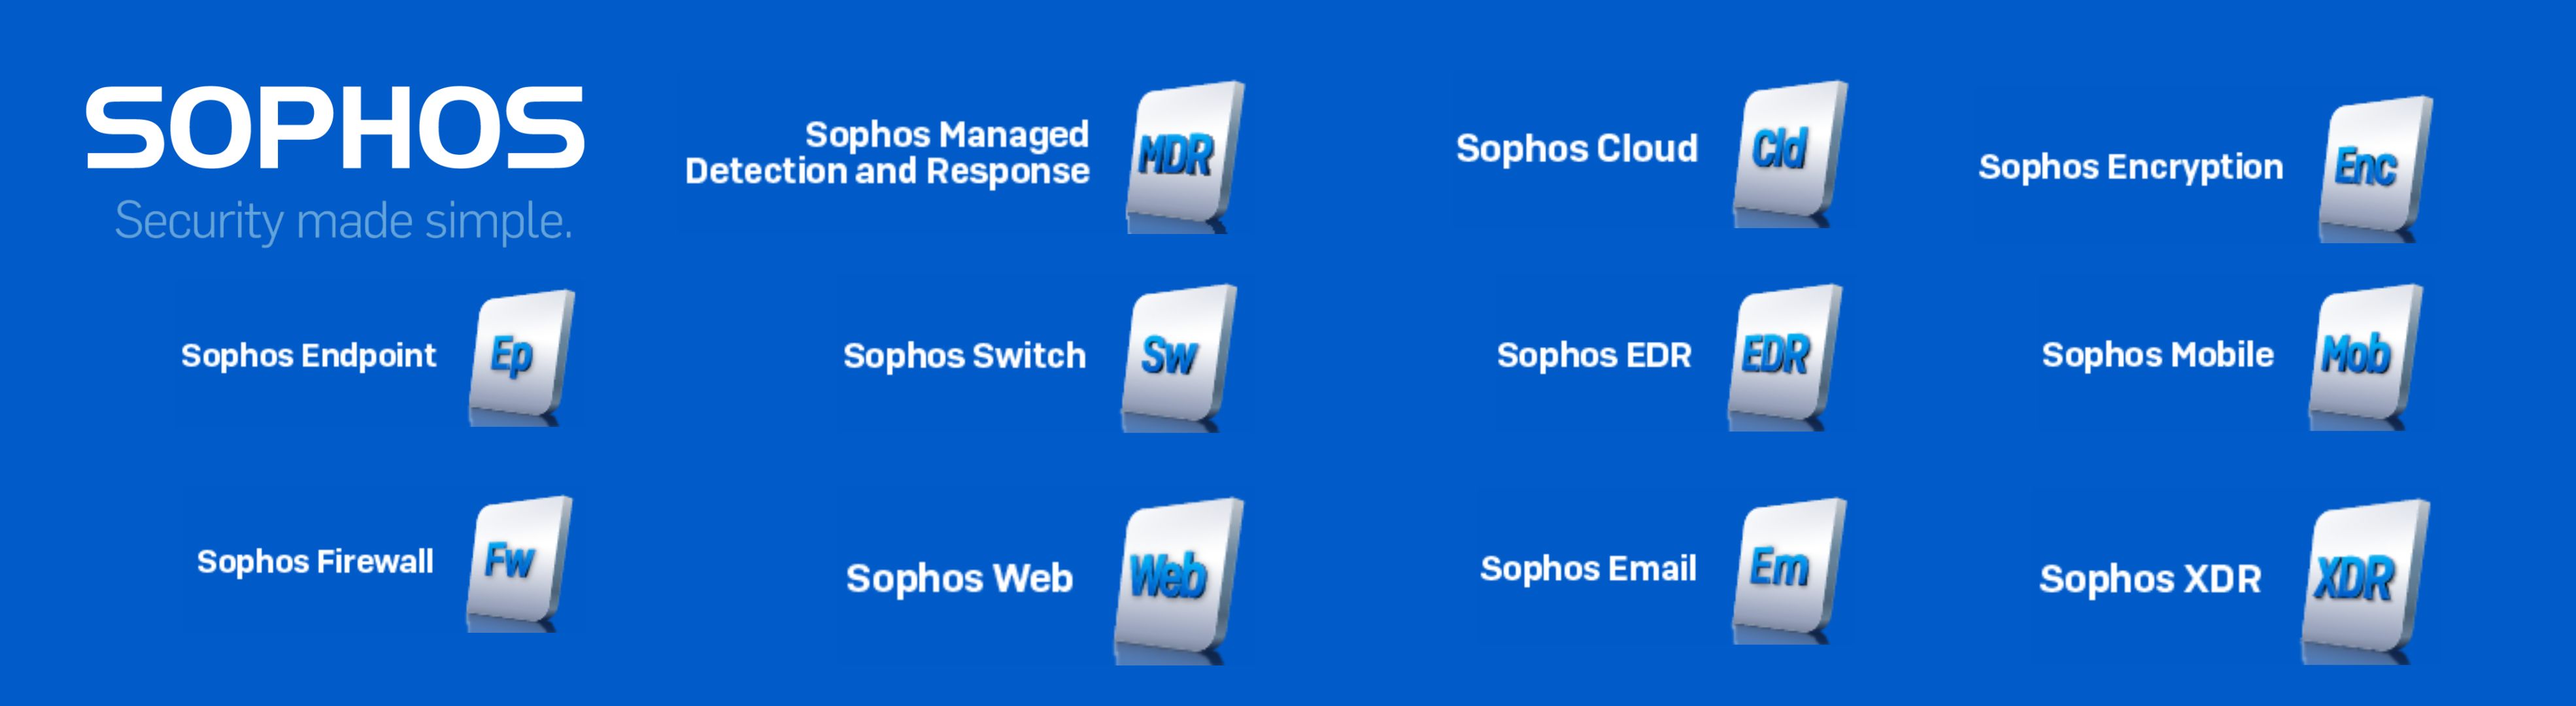 SOPHOS
Security made simple.
Sophos Managed
Detection and Response
MDR
Sophos Cloud
Cld
Sophos Encryption
Enc
Sophos Endpoint
Ep
Sophos Switch
Sw
Sophos EDR
EDR
Sophos Mobile
Mob
Sophos Firewall
Fw
Sophos Web
Web
Sophos Email
Em
Sophos XDR
XDR